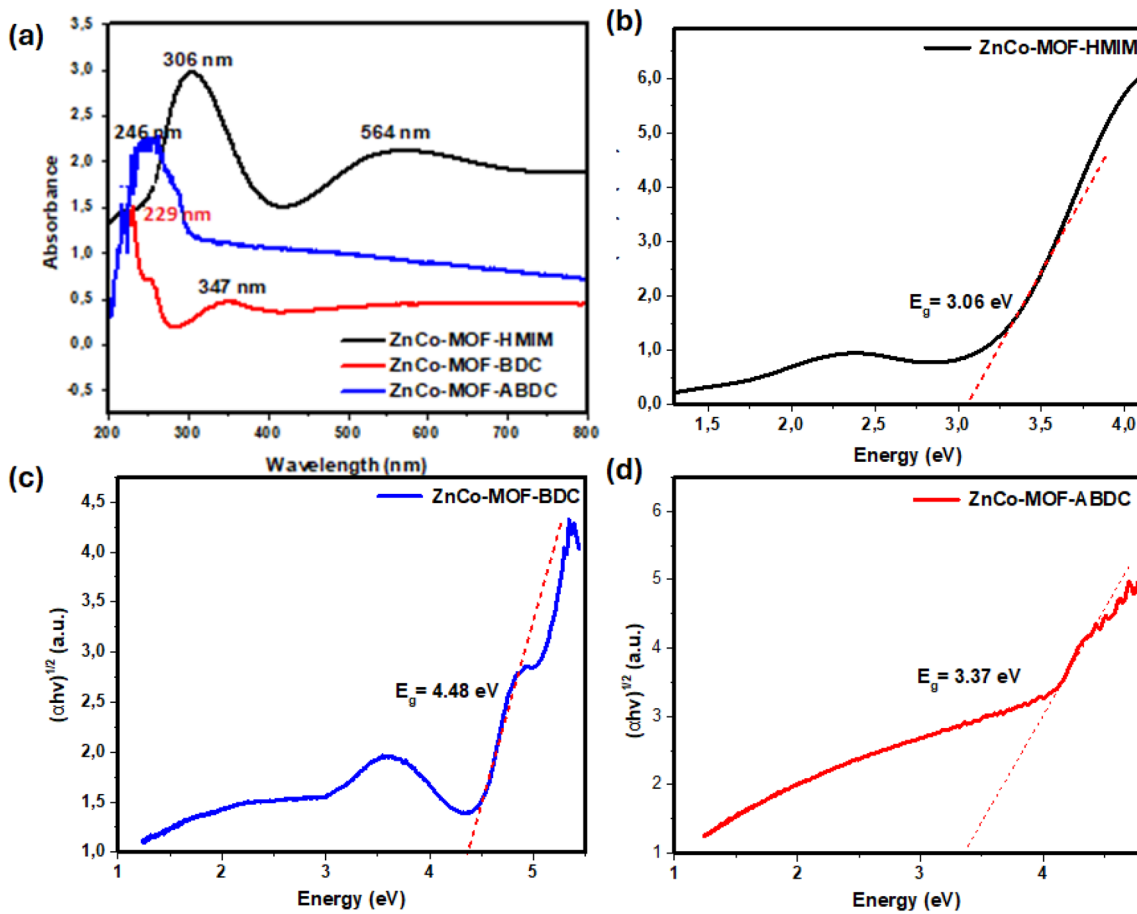 (a)
3,5
3,0
2,5
2,0
1,5
1,0
0,5
0,0
-0,5
Absorbance
306 nm
246 nm
564 nm
229 nm
347 nm
ZnCo-MOF-HMIM
ZnCo-MOF-BDC
ZnCo-MOF-ABDC
200 300 400 500 600 700 800
Wavelength (nm)
(b)
ZnCo-MOF-HMIM
6,0
5,0
4,0
3,0
2,0
1,0
0,0
Eg= 3.06 eV
1,5 2,0 2,5 3,0 3,5 4,0
Energy (eV)
(c)
ZnCo-MOF-BDC
4,5
4,0
3,5
3,0
2,5
2,0
1,5
1,0
(αhν)1/2 (a.u.)
Eg= 4.48 eV
1 2 3 4 5
Energy (eV)
(d)
ZnCo-MOF-ABDC
6
5
4
3
2
1
(αhν)1/2 (a.u.)
Eg= 3.37 eV
1 2 3 4
Energy (eV)